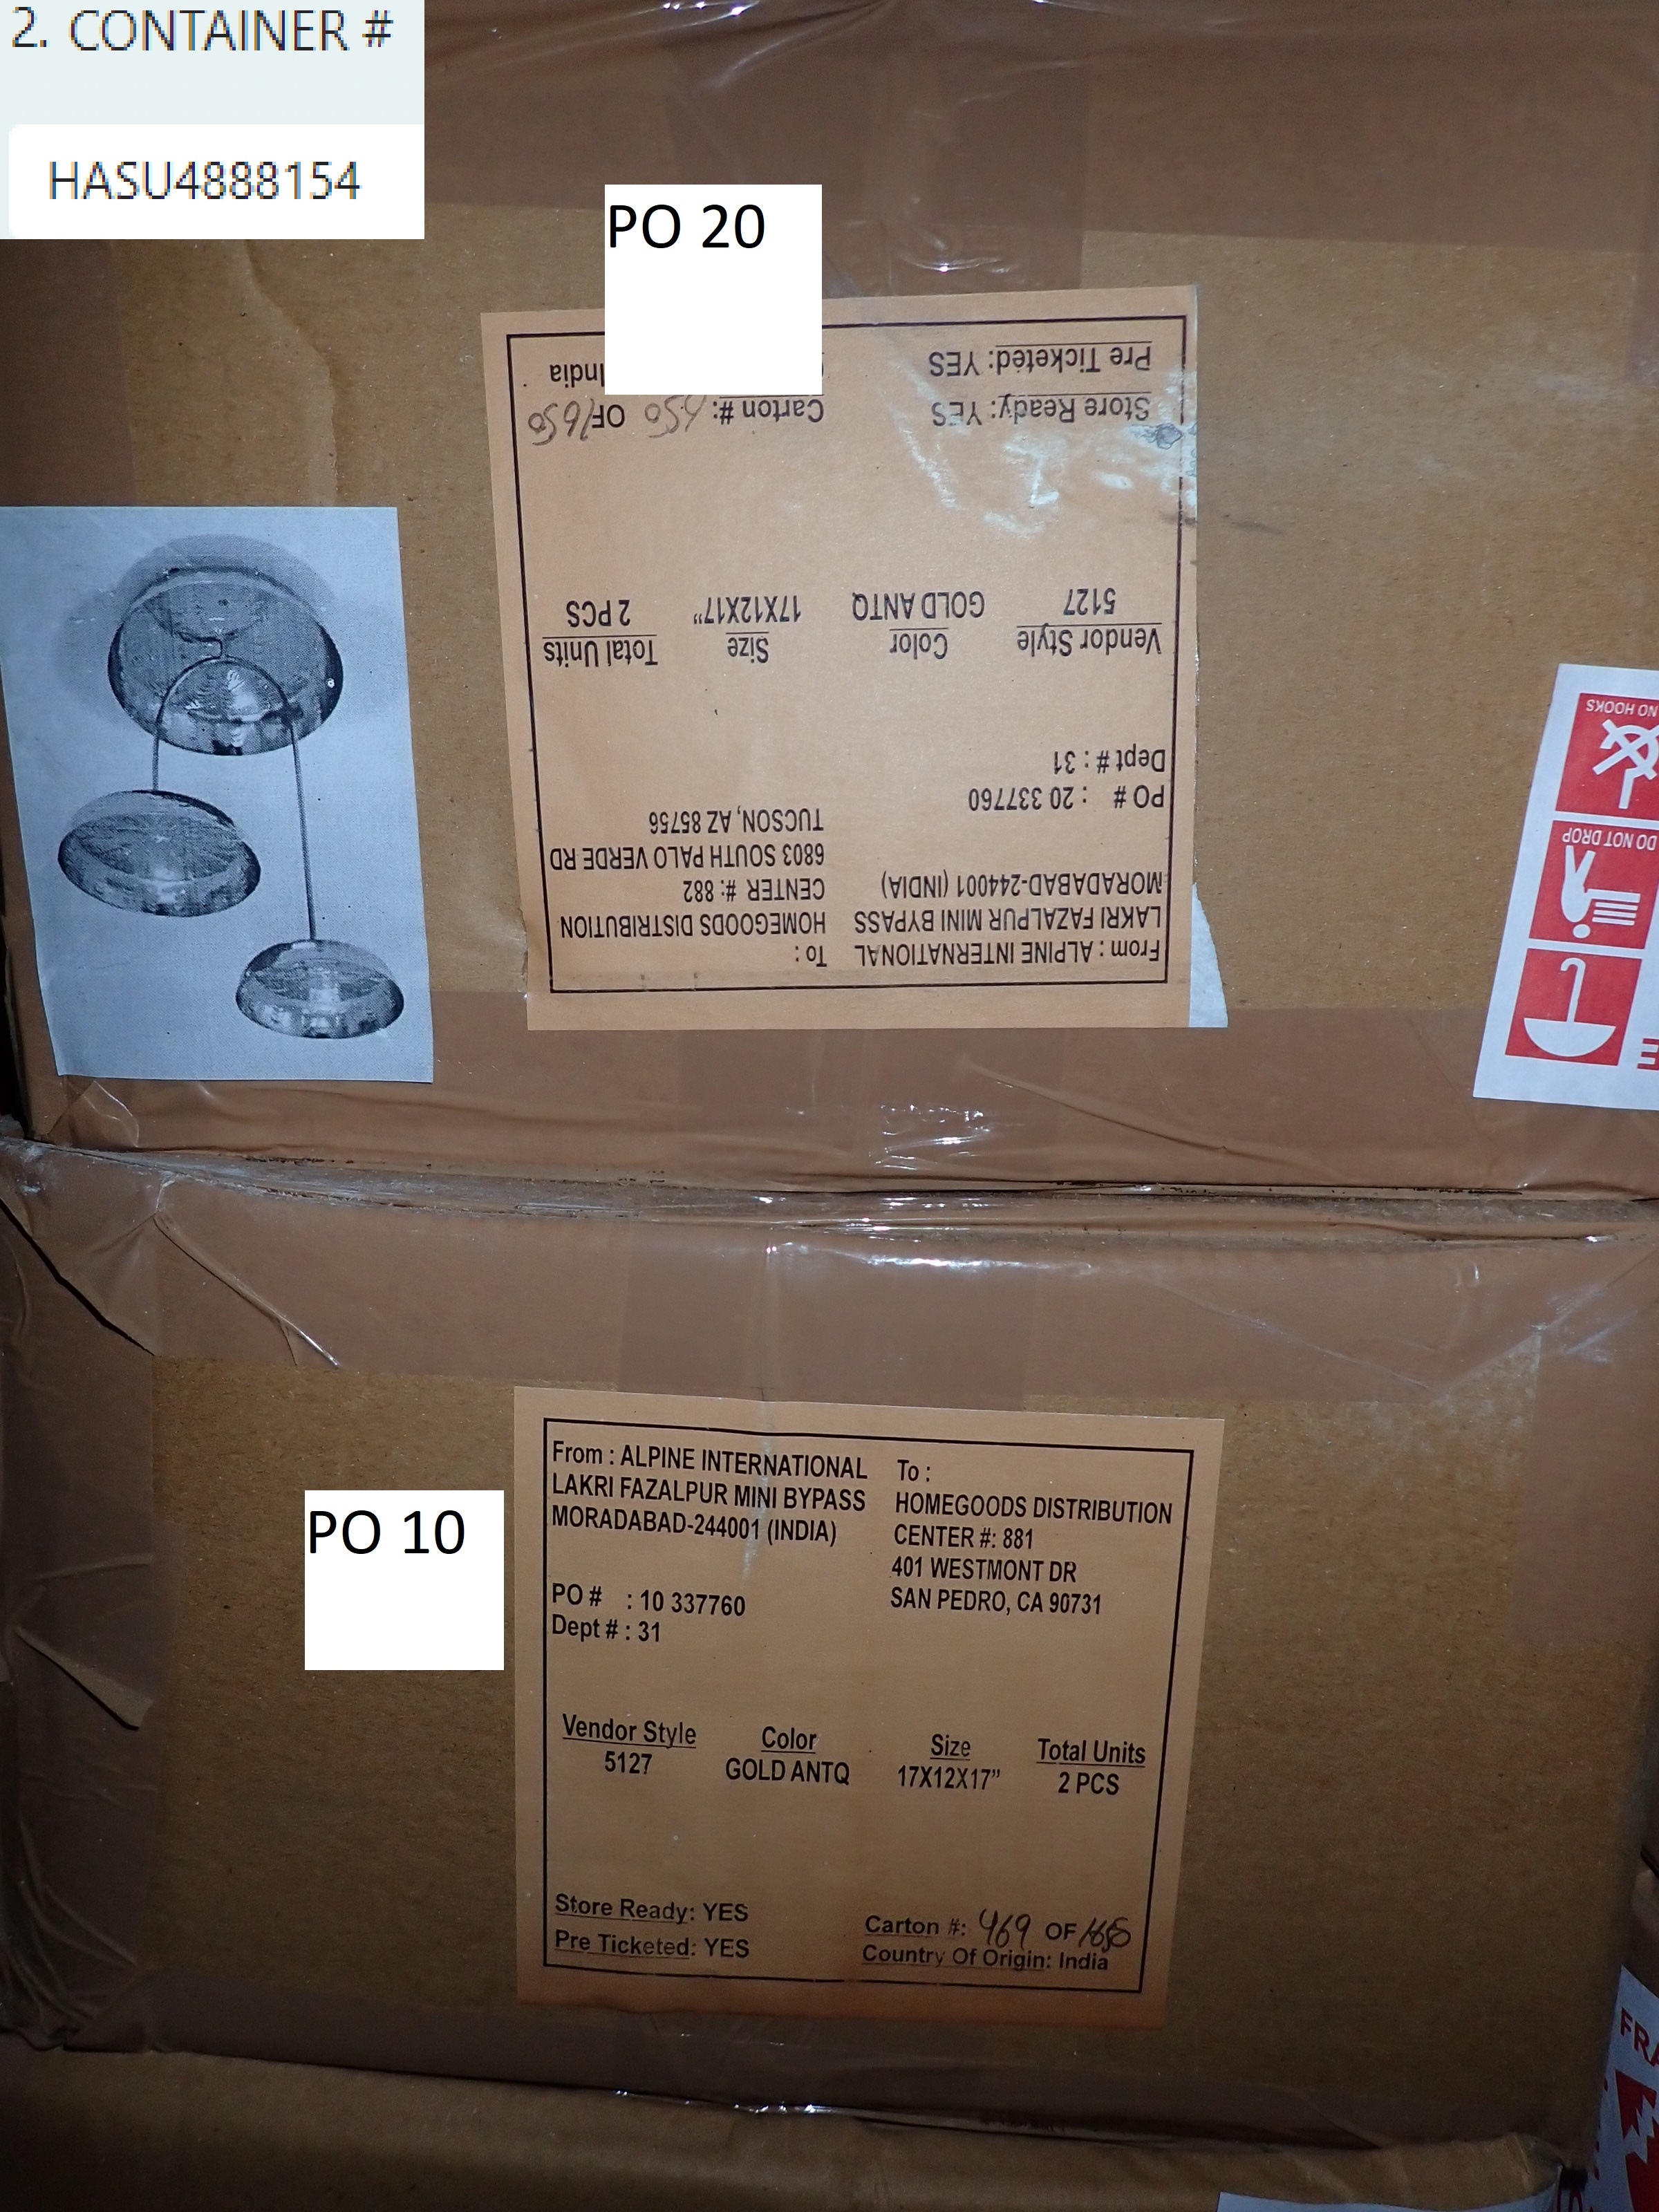 2. CONTAINER #
HASU4888154
PO 20
From : ALPINE INTERNATIONAL
LAKRI FAZALPUR MINI BYPASS
MORADABAD-244001 (INDIA)
To :
HOMEGOODS DISTRIBUTION
CENTER #: 882
6803 SOUTH PALO VERDE RD
TUCSON, AZ 85756
PO # : 20 337760
Dept # : 31
Vendor Style Color Size Total Units
5127 GOLD ANTQ 17X12X17” 2 PCS
Store Ready: YES
Pre Ticketed: YES
Carton #: 650 OF 1650
India
NO HOOKS
DO NOT DROP
PO 10
From : ALPINE INTERNATIONAL
LAKRI FAZALPUR MINI BYPASS
MORADABAD-244001 (INDIA)
To :
HOMEGOODS DISTRIBUTION
CENTER #: 881
401 WESTMONT DR
SAN PEDRO, CA 90731
PO # : 10 337760
Dept # : 31
Vendor Style Color Size Total Units
5127 GOLD ANTQ 17X12X17” 2 PCS
Store Ready: YES
Pre Ticketed: YES
Carton #: 469 OF 1650
Country Of Origin: India
FRA